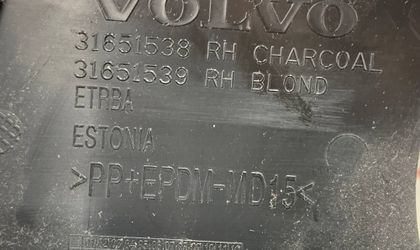 VOLVO
31651538 RH CHARCOAL
31651539 RH BLOND
ETRBA
ESTONIA
>PP+EPDM-MD15<